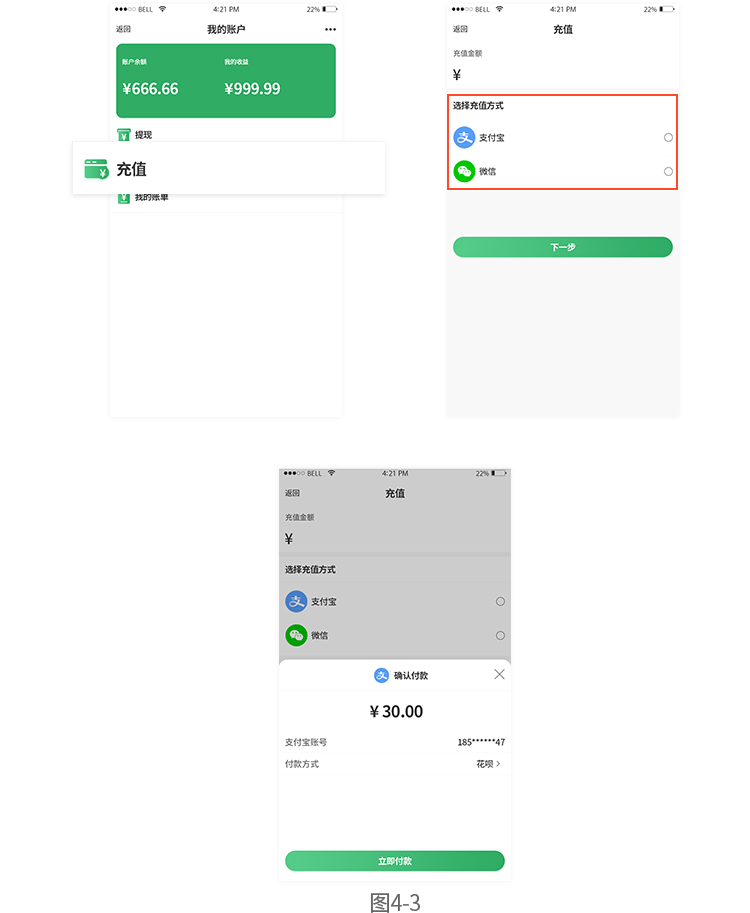 BELL 4:21 PM 22%
返回 我的账户
账户余额 我的收益
¥666.66 ¥999.99
提现
充值
我的账单
BELL 4:21 PM 22%
返回 充值
充值金额
¥
选择充值方式
支付宝
微信
下一步
BELL 4:21 PM 22%
返回 充值
充值金额
¥
选择充值方式
支付宝
微信
确认付款
¥30.00
支付宝账号 185******47
付款方式 花呗
立即付款
图4-3